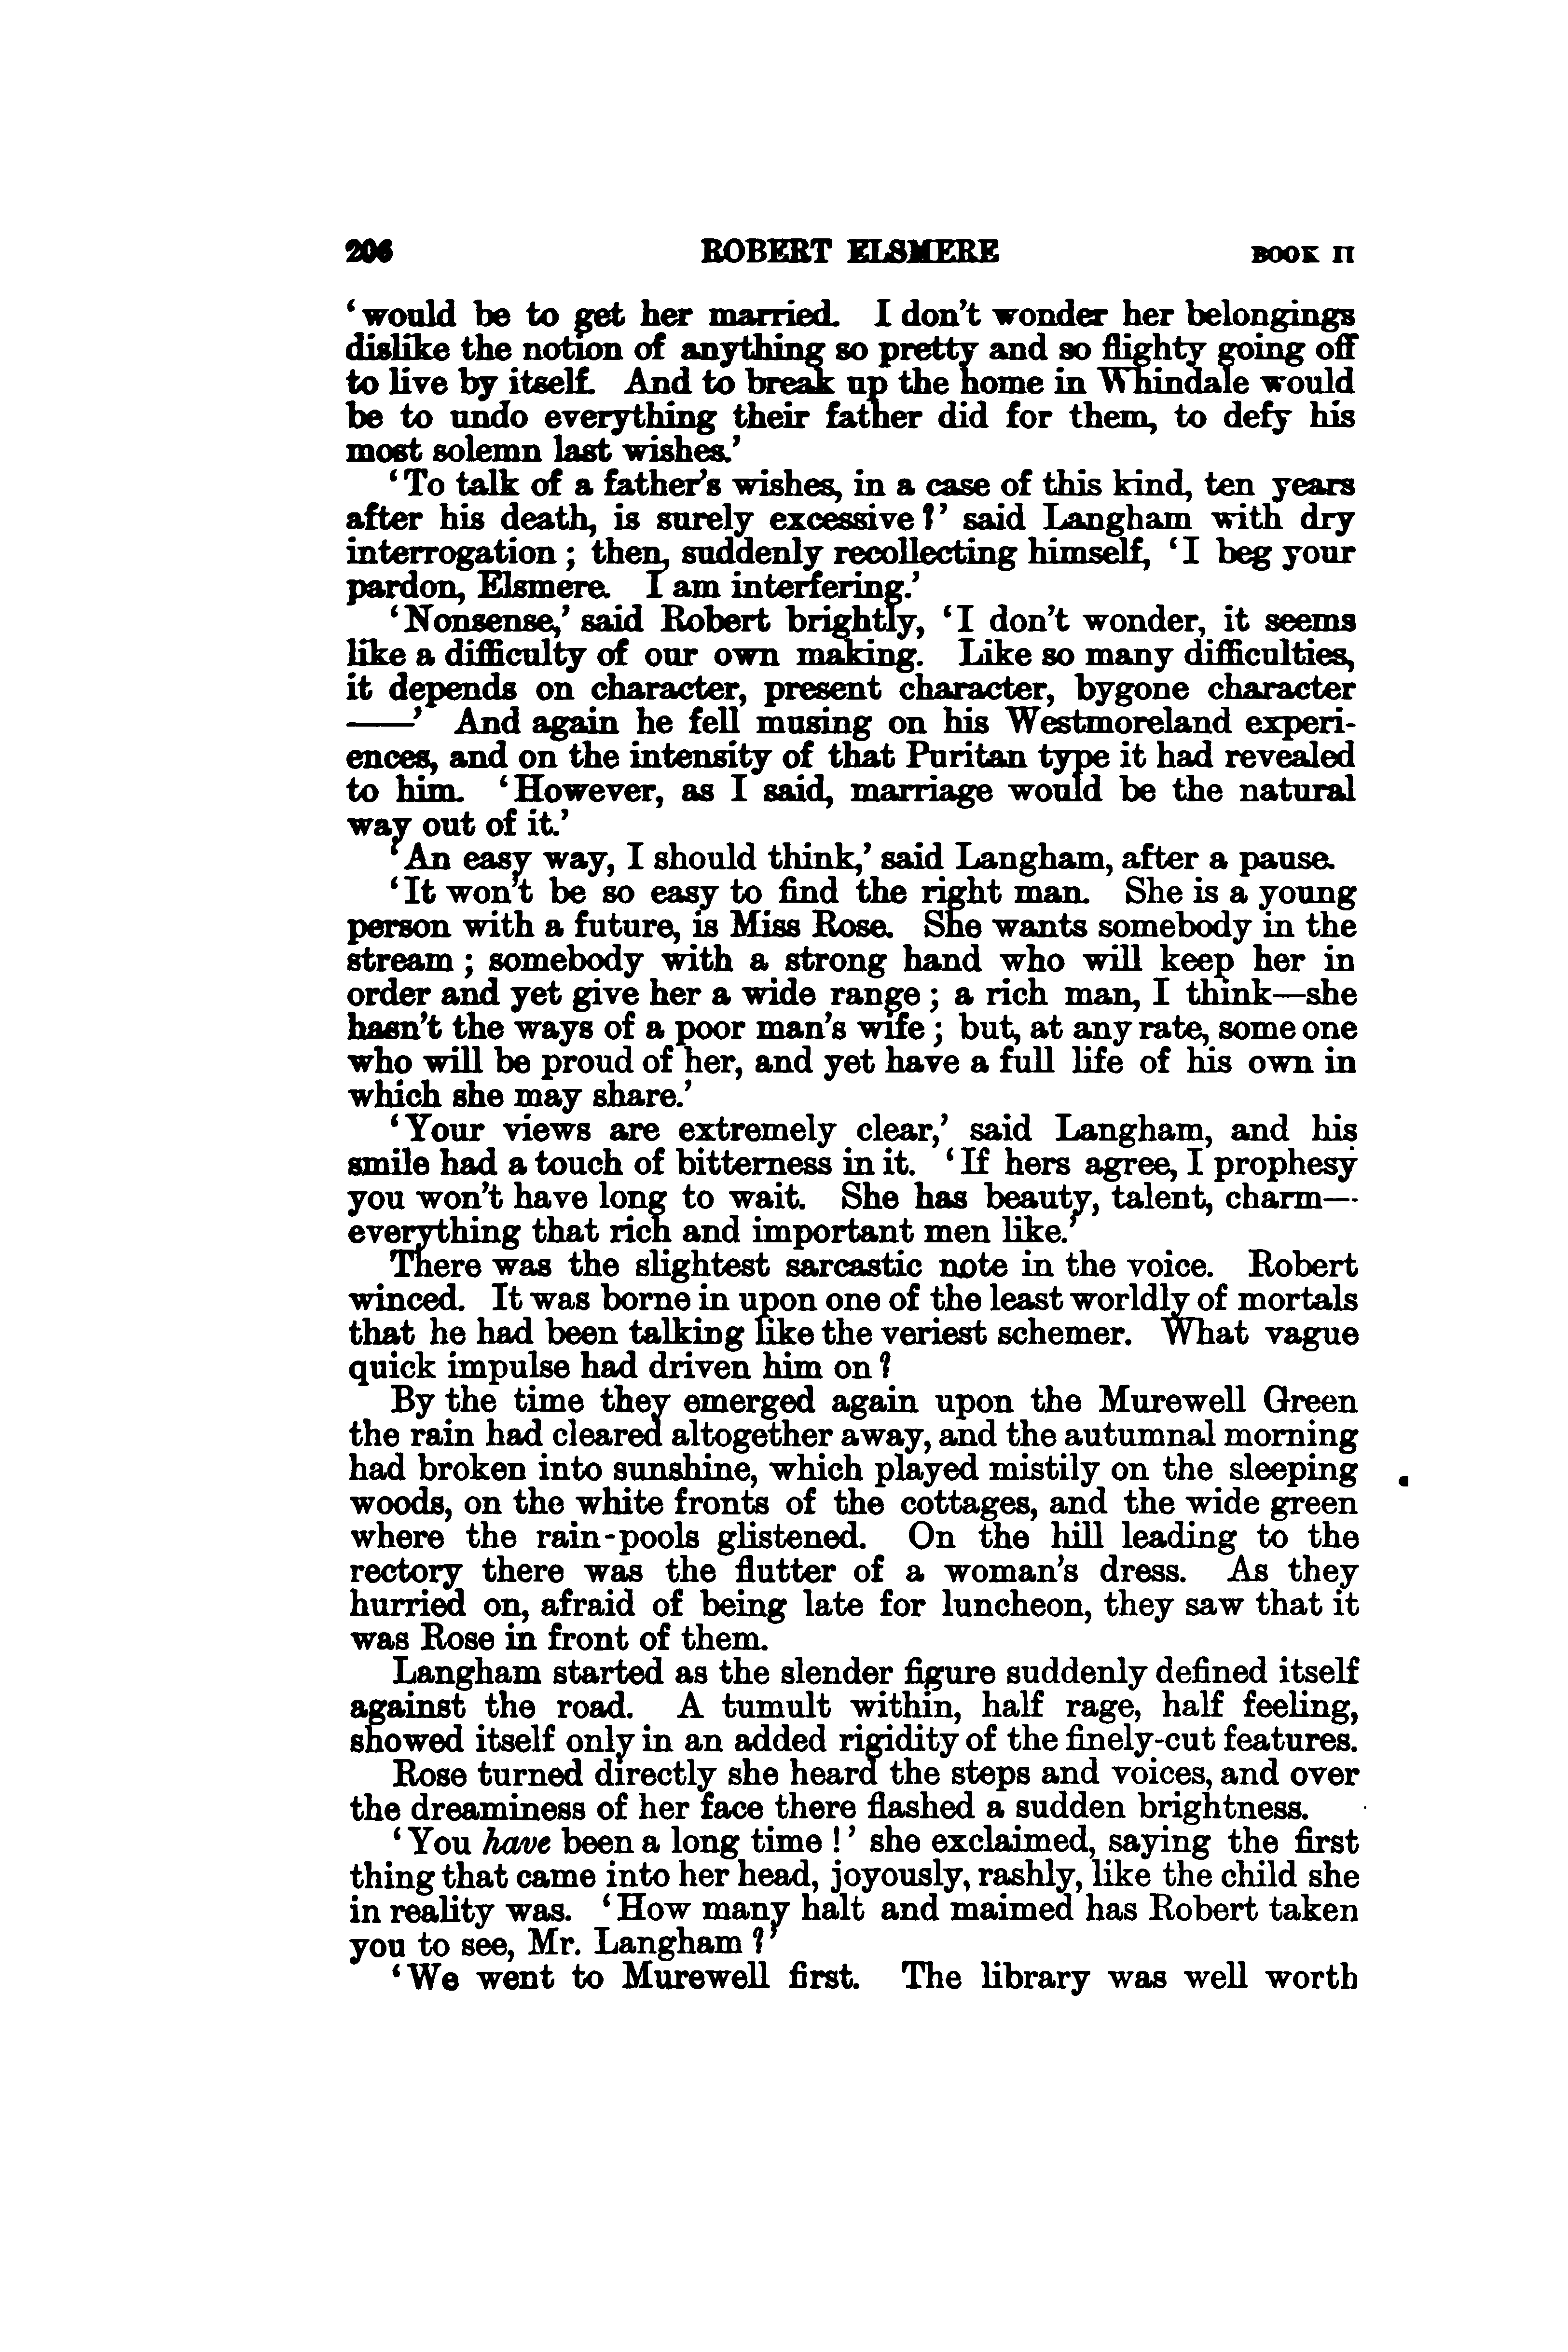 206 ROBERT ELSMERE BOOK II
‘would be to get her married. I don’t wonder her belongings
dislike the notion of anything so pretty and so flighty going off
to live by itself. And to break up the home in Whindale would
be to undo everything their father did for them, to defy his
most solemn last wishes.’
‘To talk of a father’s wishes, in a case of this kind, ten years
after his death, is surely excessive?’ said Langham with dry
interrogation; then, suddenly recollecting himself, ‘I beg your
pardon, Elsmere. I am interfering.’
‘Nonsense,’ said Robert brightly, ‘I don’t wonder, it seems
like a difficulty of our own making. Like so many difficulties,
it depends on character, present character, bygone character
——’ And again he fell musing on his Westmoreland experi-
ences, and on the intensity of that Puritan type it had revealed
to him. ‘However, as I said, marriage would be the natural
way out of it.’
‘An easy way, I should think,’ said Langham, after a pause.
‘It won’t be so easy to find the right man. She is a young
person with a future, is Miss Rose. She wants somebody in the
stream; somebody with a strong hand who will keep her in
order and yet give her a wide range; a rich man, I think—she
hasn’t the ways of a poor man’s wife; but, at any rate, some one
who will be proud of her, and yet have a full life of his own in
which she may share.’
‘Your views are extremely clear,’ said Langham, and his
smile had a touch of bitterness in it. ‘If hers agree, I prophesy
you won’t have long to wait. She has beauty, talent, charm—
everything that rich and important men like.’
There was the slightest sarcastic note in the voice. Robert
winced. It was borne in upon one of the least worldly of mortals
that he had been talking like the veriest schemer. What vague
quick impulse had driven him on?
By the time they emerged again upon the Murewell Green
the rain had cleared altogether away, and the autumnal morning
had broken into sunshine, which played mistily on the sleeping
woods, on the white fronts of the cottages, and the wide green
where the rain-pools glistened. On the hill leading to the
rectory there was the flutter of a woman’s dress. As they
hurried on, afraid of being late for luncheon, they saw that it
was Rose in front of them.
Langham started as the slender figure suddenly defined itself
against the road. A tumult within, half rage, half feeling,
showed itself only in an added rigidity of the finely-cut features.
Rose turned directly she heard the steps and voices, and over
the dreaminess of her face there flashed a sudden brightness.
‘You have been a long time!’ she exclaimed, saying the first
thing that came into her head, joyously, rashly, like the child she
in reality was. ‘How many halt and maimed has Robert taken
you to see, Mr. Langham?’
‘We went to Murewell first. The library was well worth